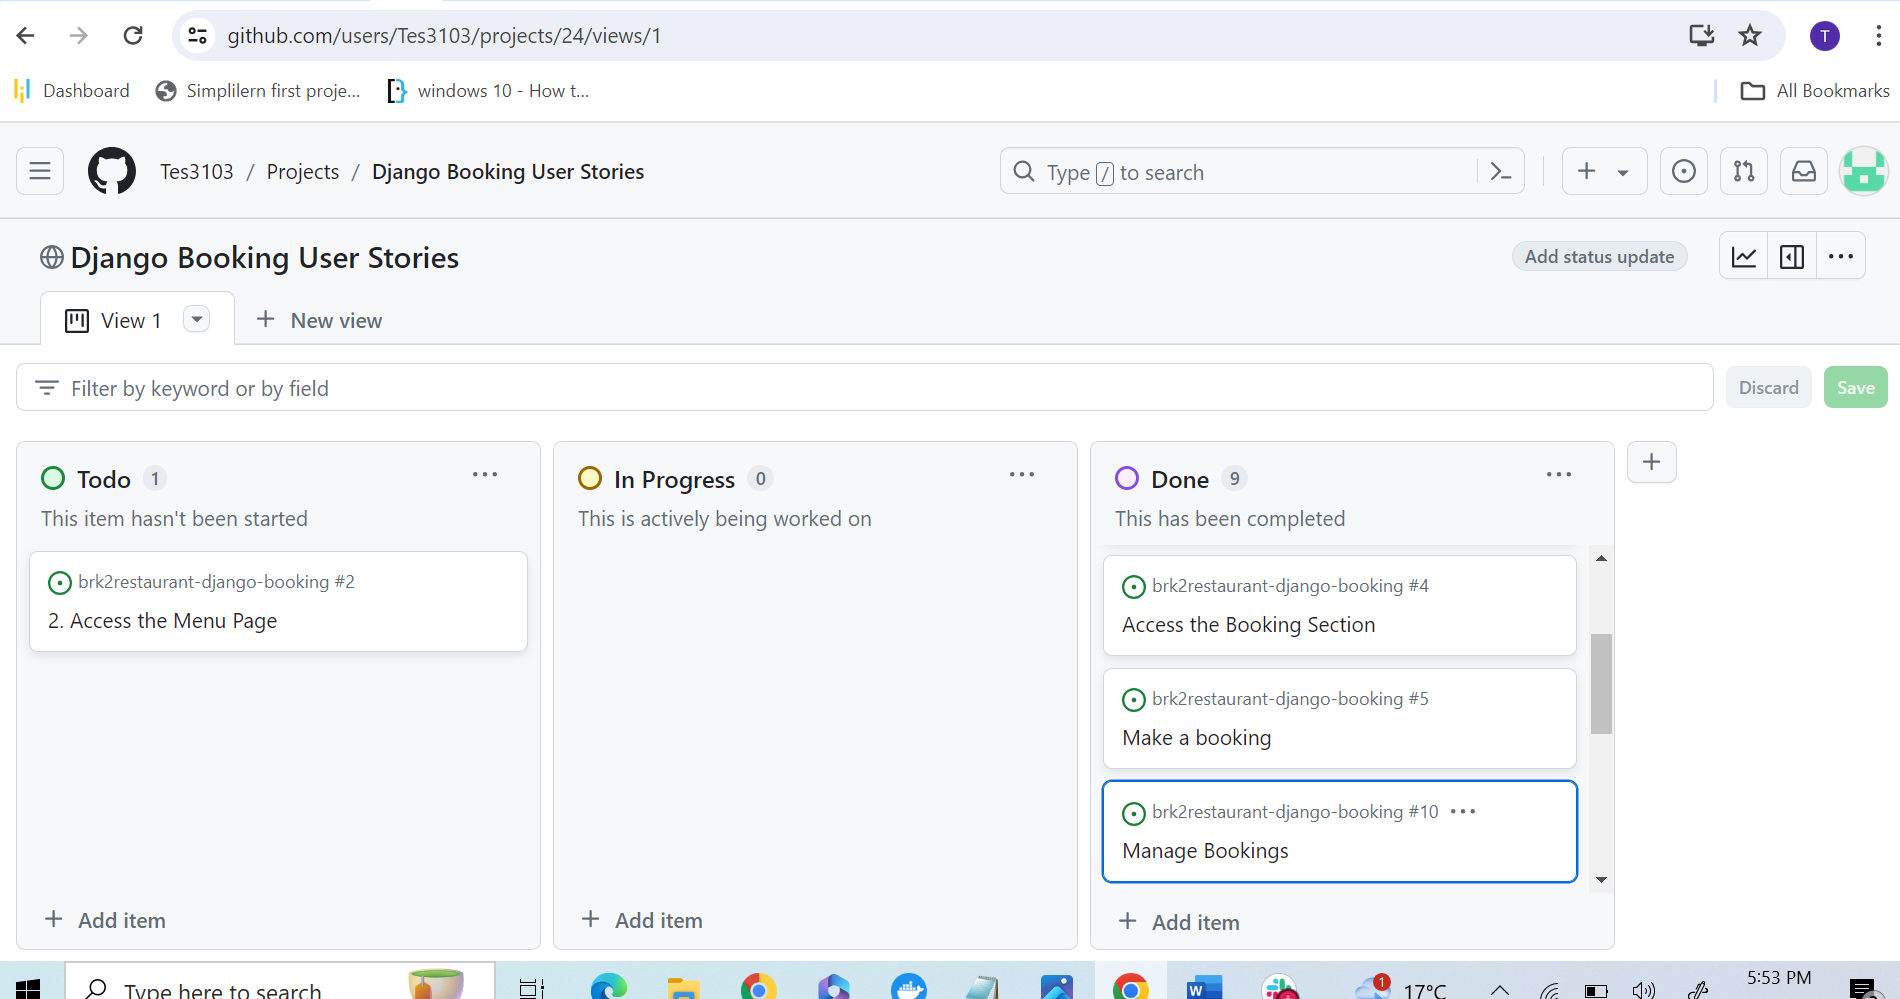 github.com/users/Tes3103/projects/24/views/1
T
Dashboard
Simplilern first proje...
windows 10 - How t...
All Bookmarks
Tes3103 / Projects / Django Booking User Stories
Type / to search
Django Booking User Stories
Add status update
View 1
New view
Filter by keyword or by field
Discard
Save
Todo 1
This item hasn't been started
brk2restaurant-django-booking #2
2. Access the Menu Page
Add item
In Progress 0
This is actively being worked on
Add item
Done 9
This has been completed
brk2restaurant-django-booking #4
Access the Booking Section
brk2restaurant-django-booking #5
Make a booking
brk2restaurant-django-booking #10
Manage Bookings
Add item
Type here to search
W
1
17°C
5:53 PM